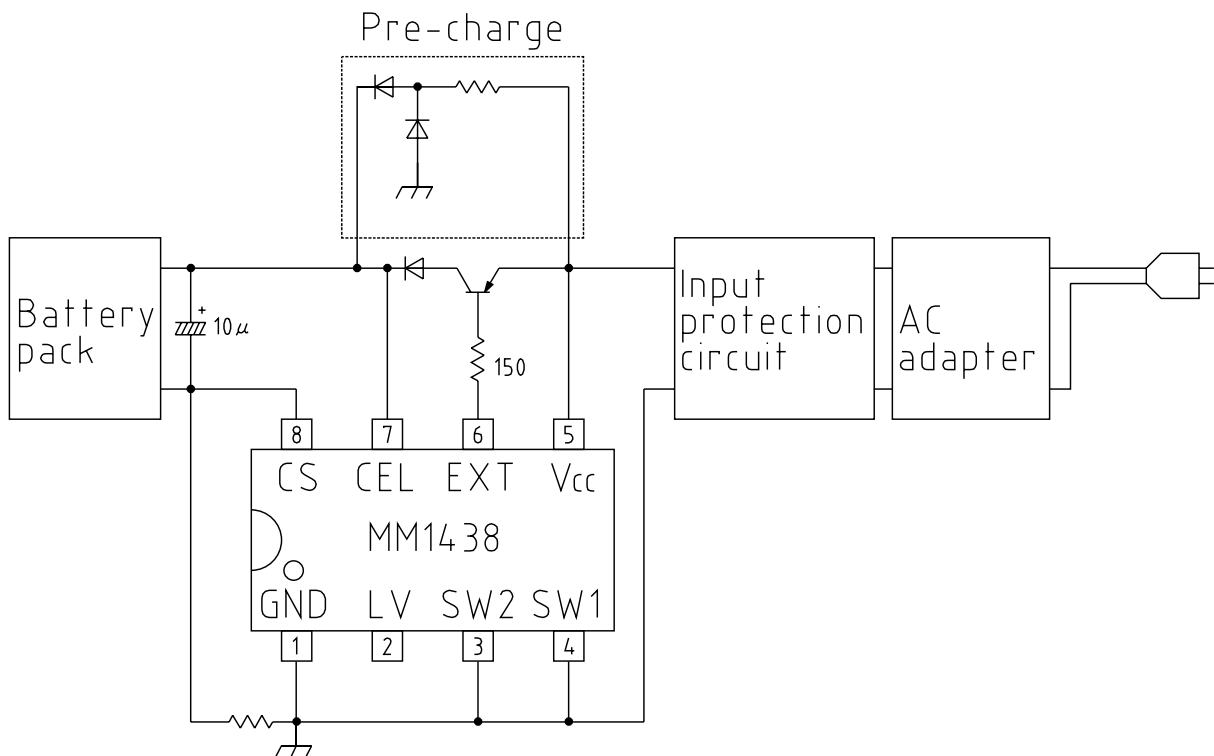 Pre-charge
Battery
pack
+
10μ
150
Input
protection
circuit
AC
adapter
8 7 6 5
CS CEL EXT Vcc
MM1438
GND LV SW2 SW1
1 2 3 4